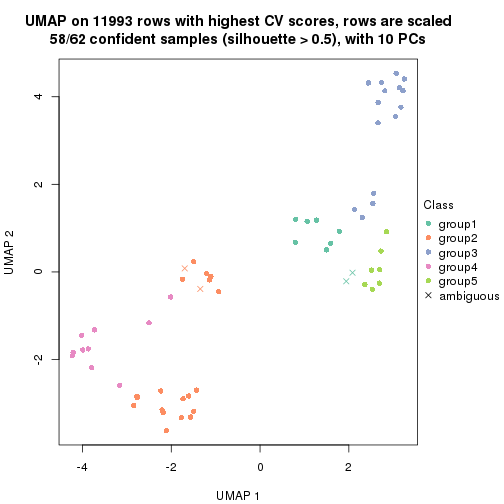 UMAP on 11993 rows with highest CV scores, rows are scaled
58/62 confident samples (silhouette > 0.5), with 10 PCs
UMAP 2
4
2
0
-2
-4
-2
0
2
UMAP 1
Class
group1
group2
group3
group4
group5
ambiguous